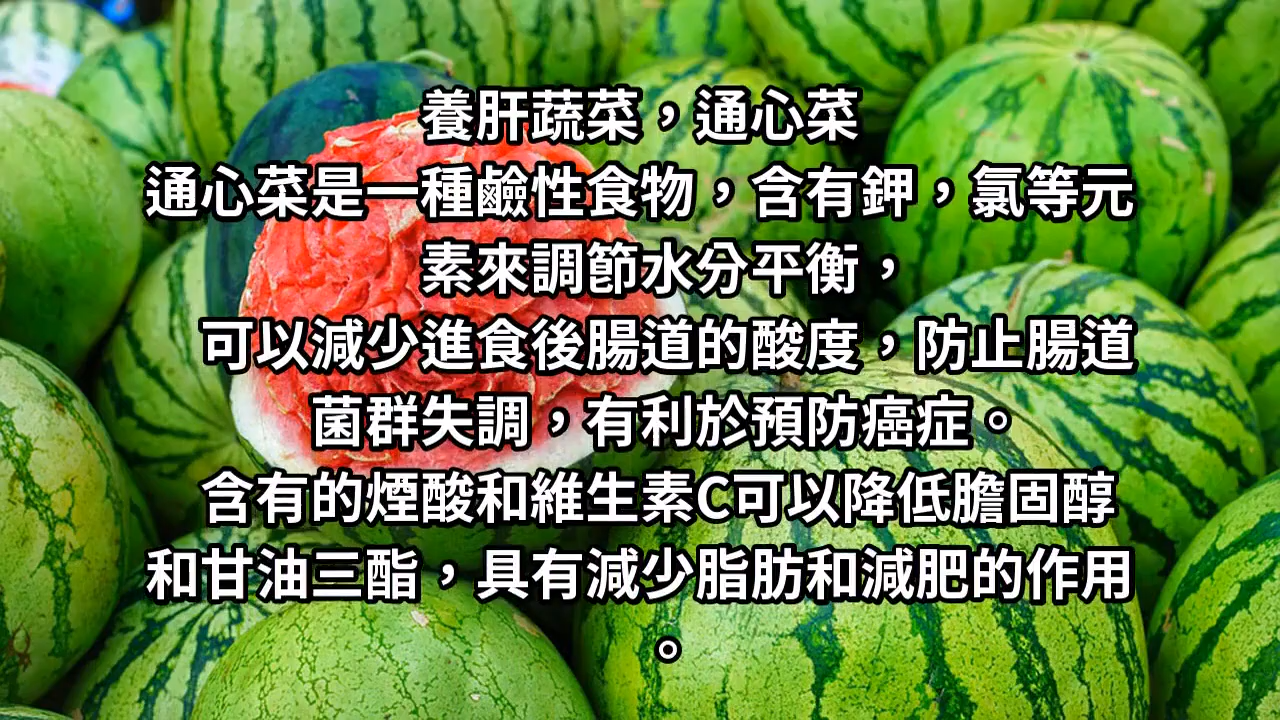 養肝蔬菜，通心菜
通心菜是一種鹼性食物，含有鉀，氯等元
素來調節水分平衡，
可以減少進食後腸道的酸度，防止腸道
菌群失調，有利於預防癌症。
含有的煙酸和維生素C可以降低膽固醇
和甘油三酯，具有減少脂肪和減肥的作用
。